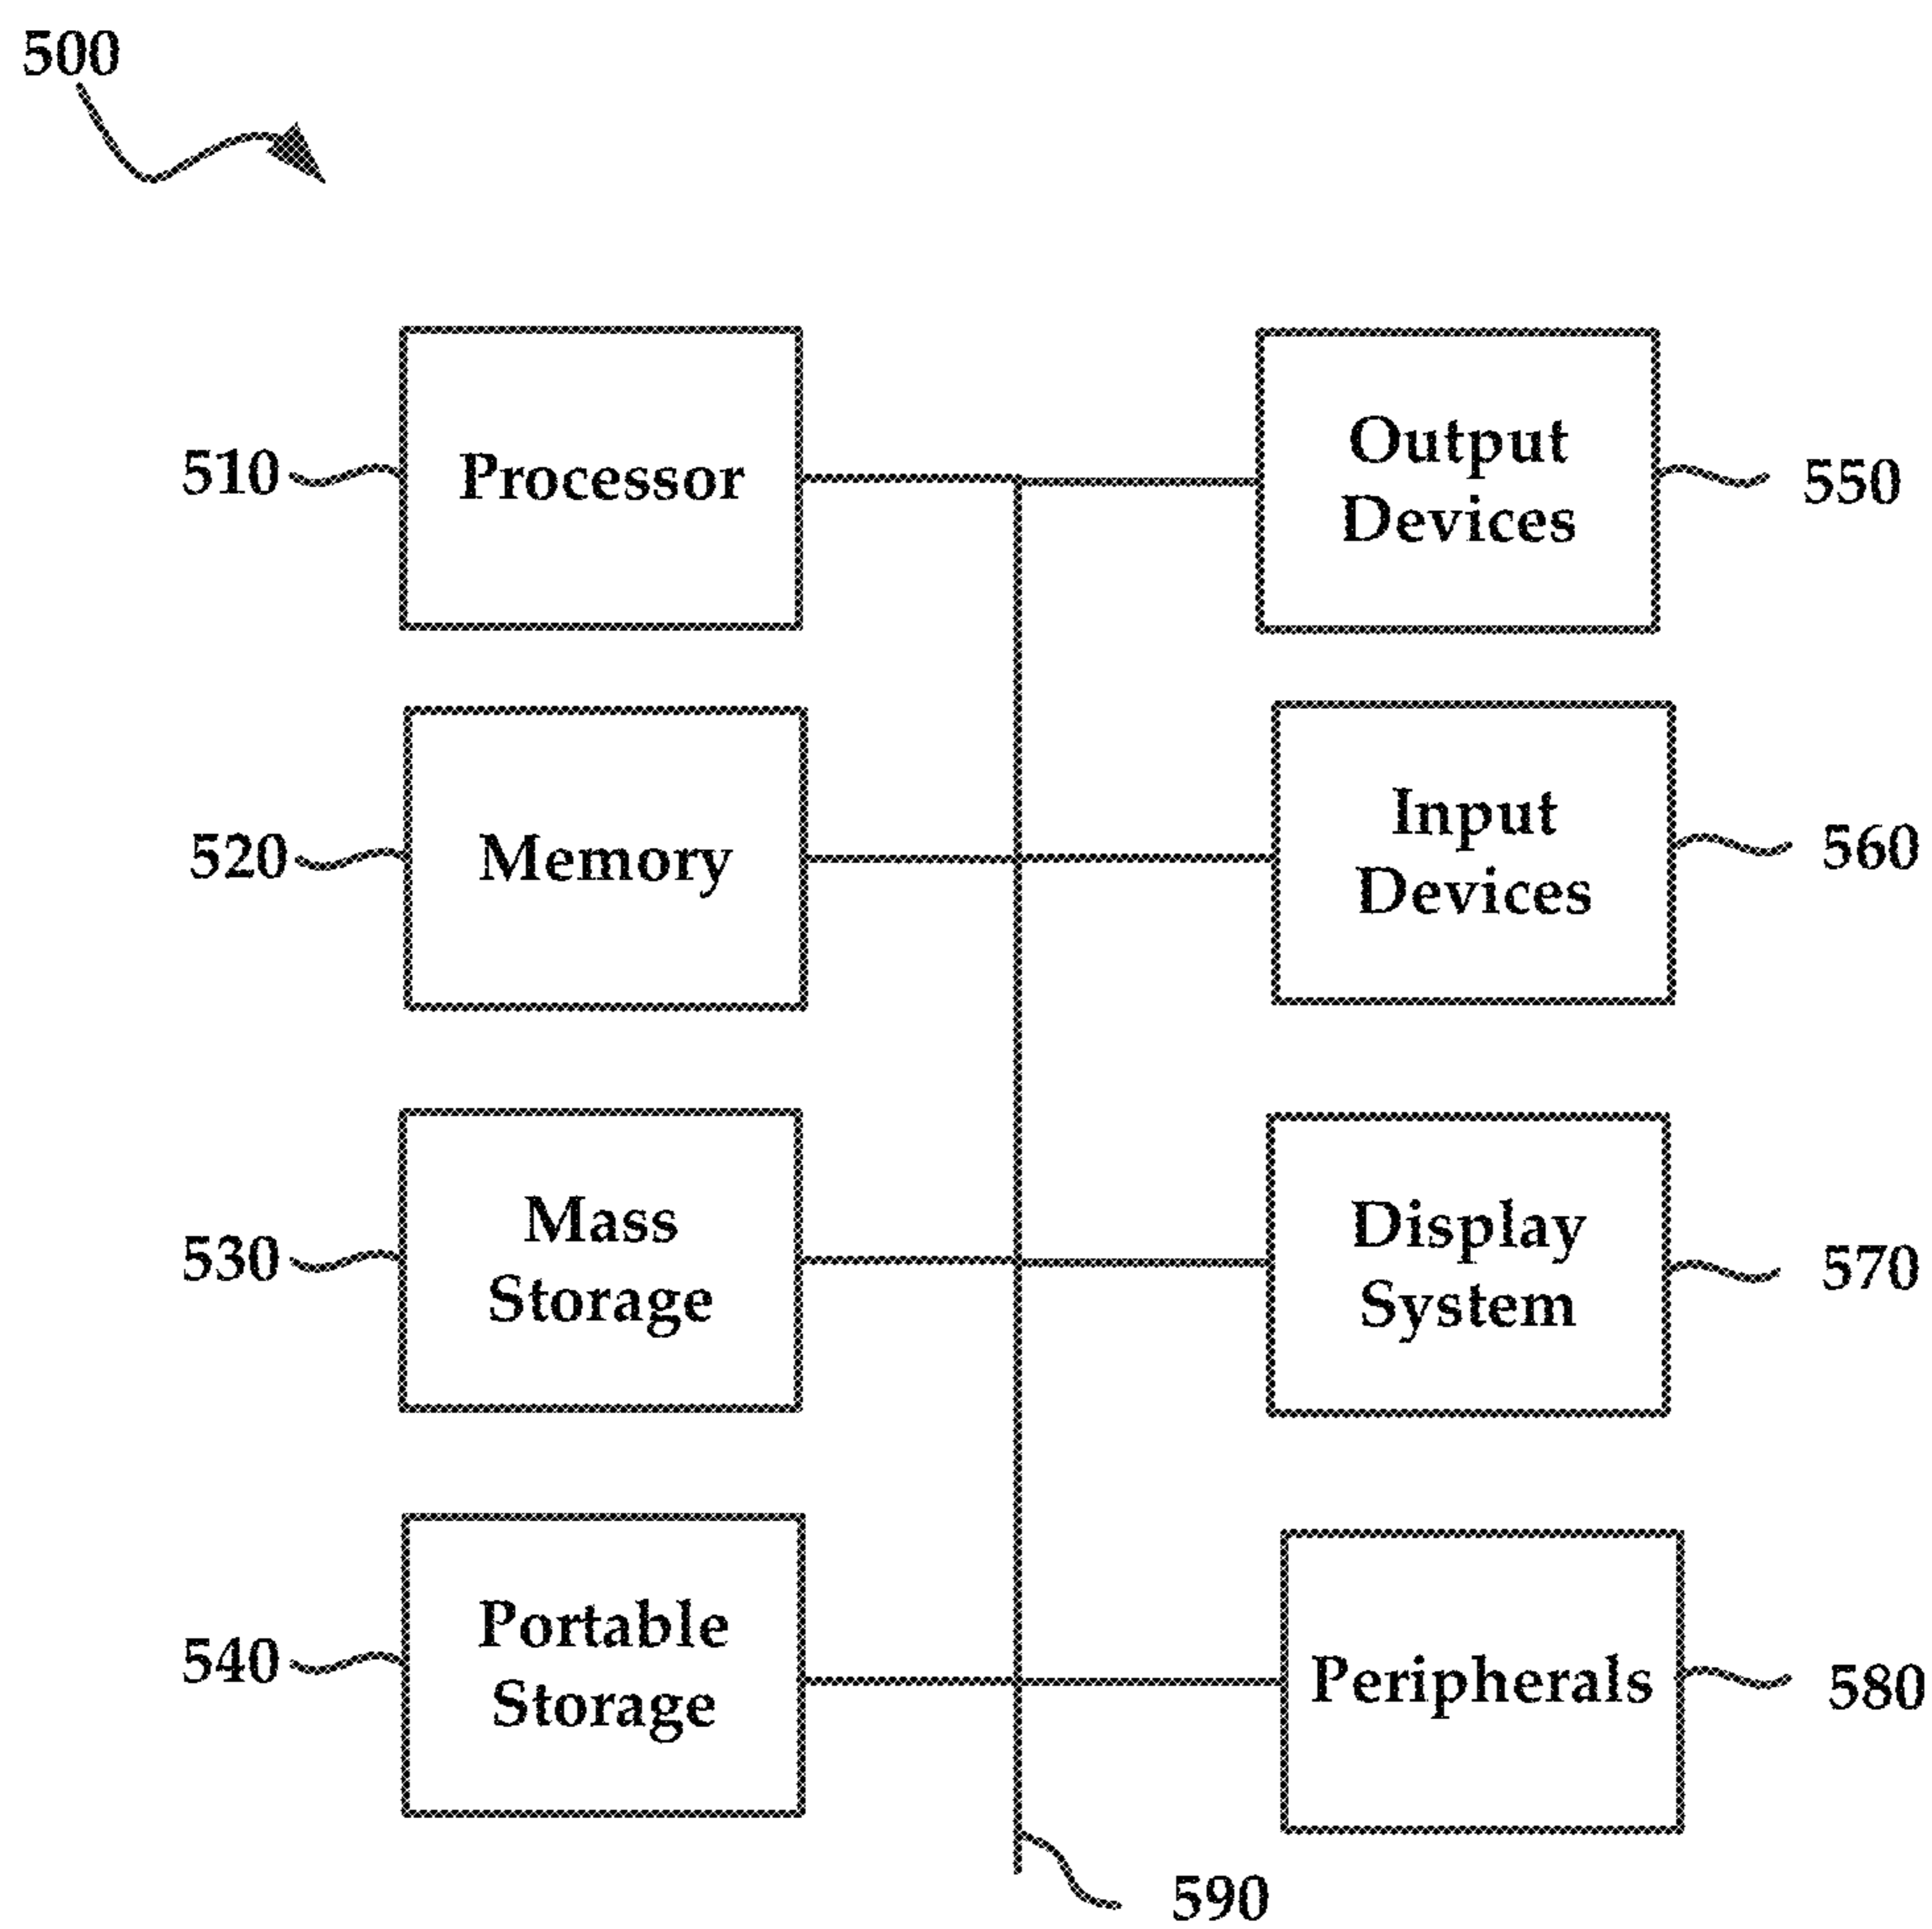 500
510
Processor
Output
Devices
550
520
Memory
Input
Devices
560
530
Mass
Storage
Display
System
570
540
Portable
Storage
Peripherals
580
590